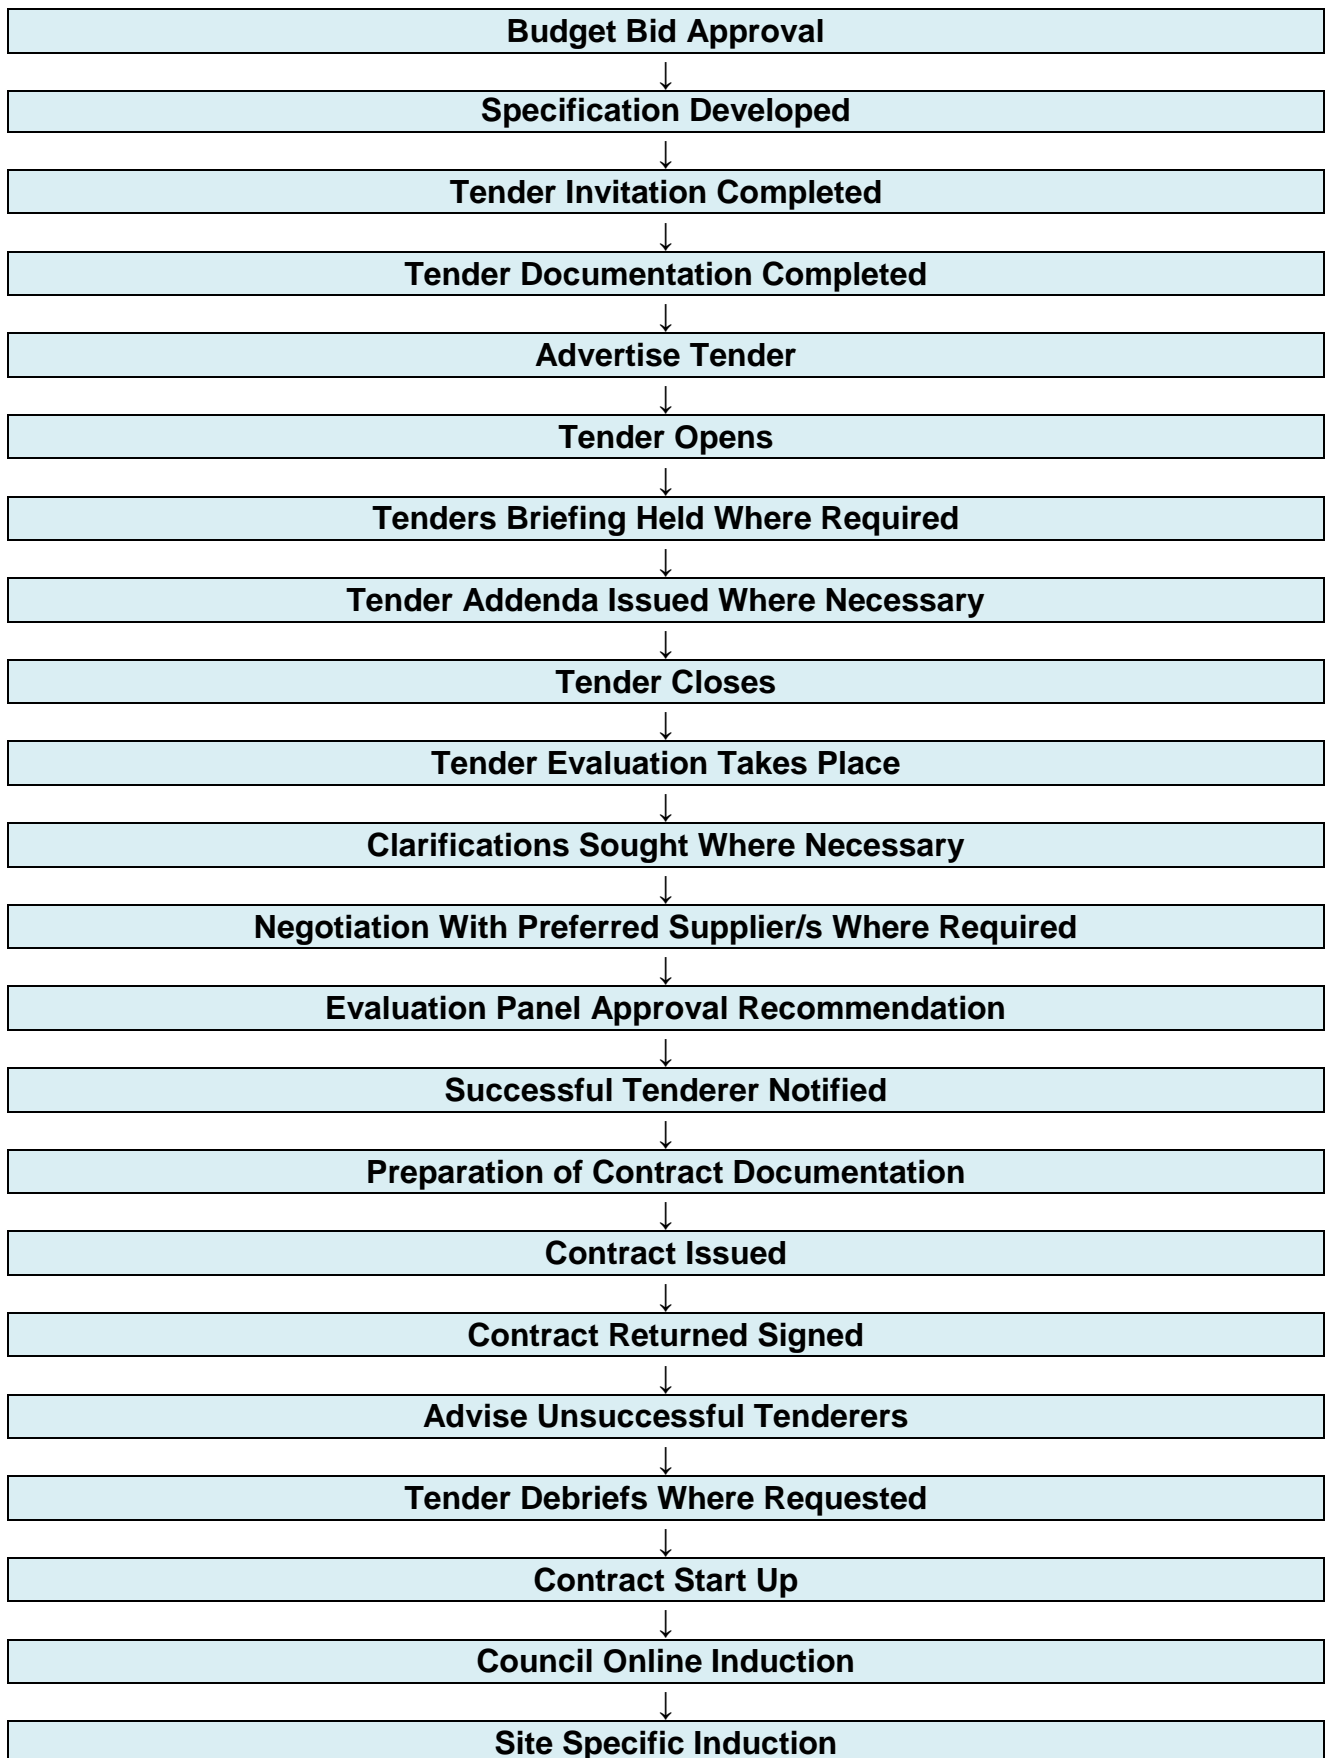 Budget Bid Approval
↓
Specification Developed
↓
Tender Invitation Completed
↓
Tender Documentation Completed
↓
Advertise Tender
↓
Tender Opens
↓
Tenders Briefing Held Where Required
↓
Tender Addenda Issued Where Necessary
↓
Tender Closes
↓
Tender Evaluation Takes Place
↓
Clarifications Sought Where Necessary
↓
Negotiation With Preferred Supplier/s Where Required
↓
Evaluation Panel Approval Recommendation
↓
Successful Tenderer Notified
↓
Preparation of Contract Documentation
↓
Contract Issued
↓
Contract Returned Signed
↓
Advise Unsuccessful Tenderers
↓
Tender Debriefs Where Requested
↓
Contract Start Up
↓
Council Online Induction
↓
Site Specific Induction